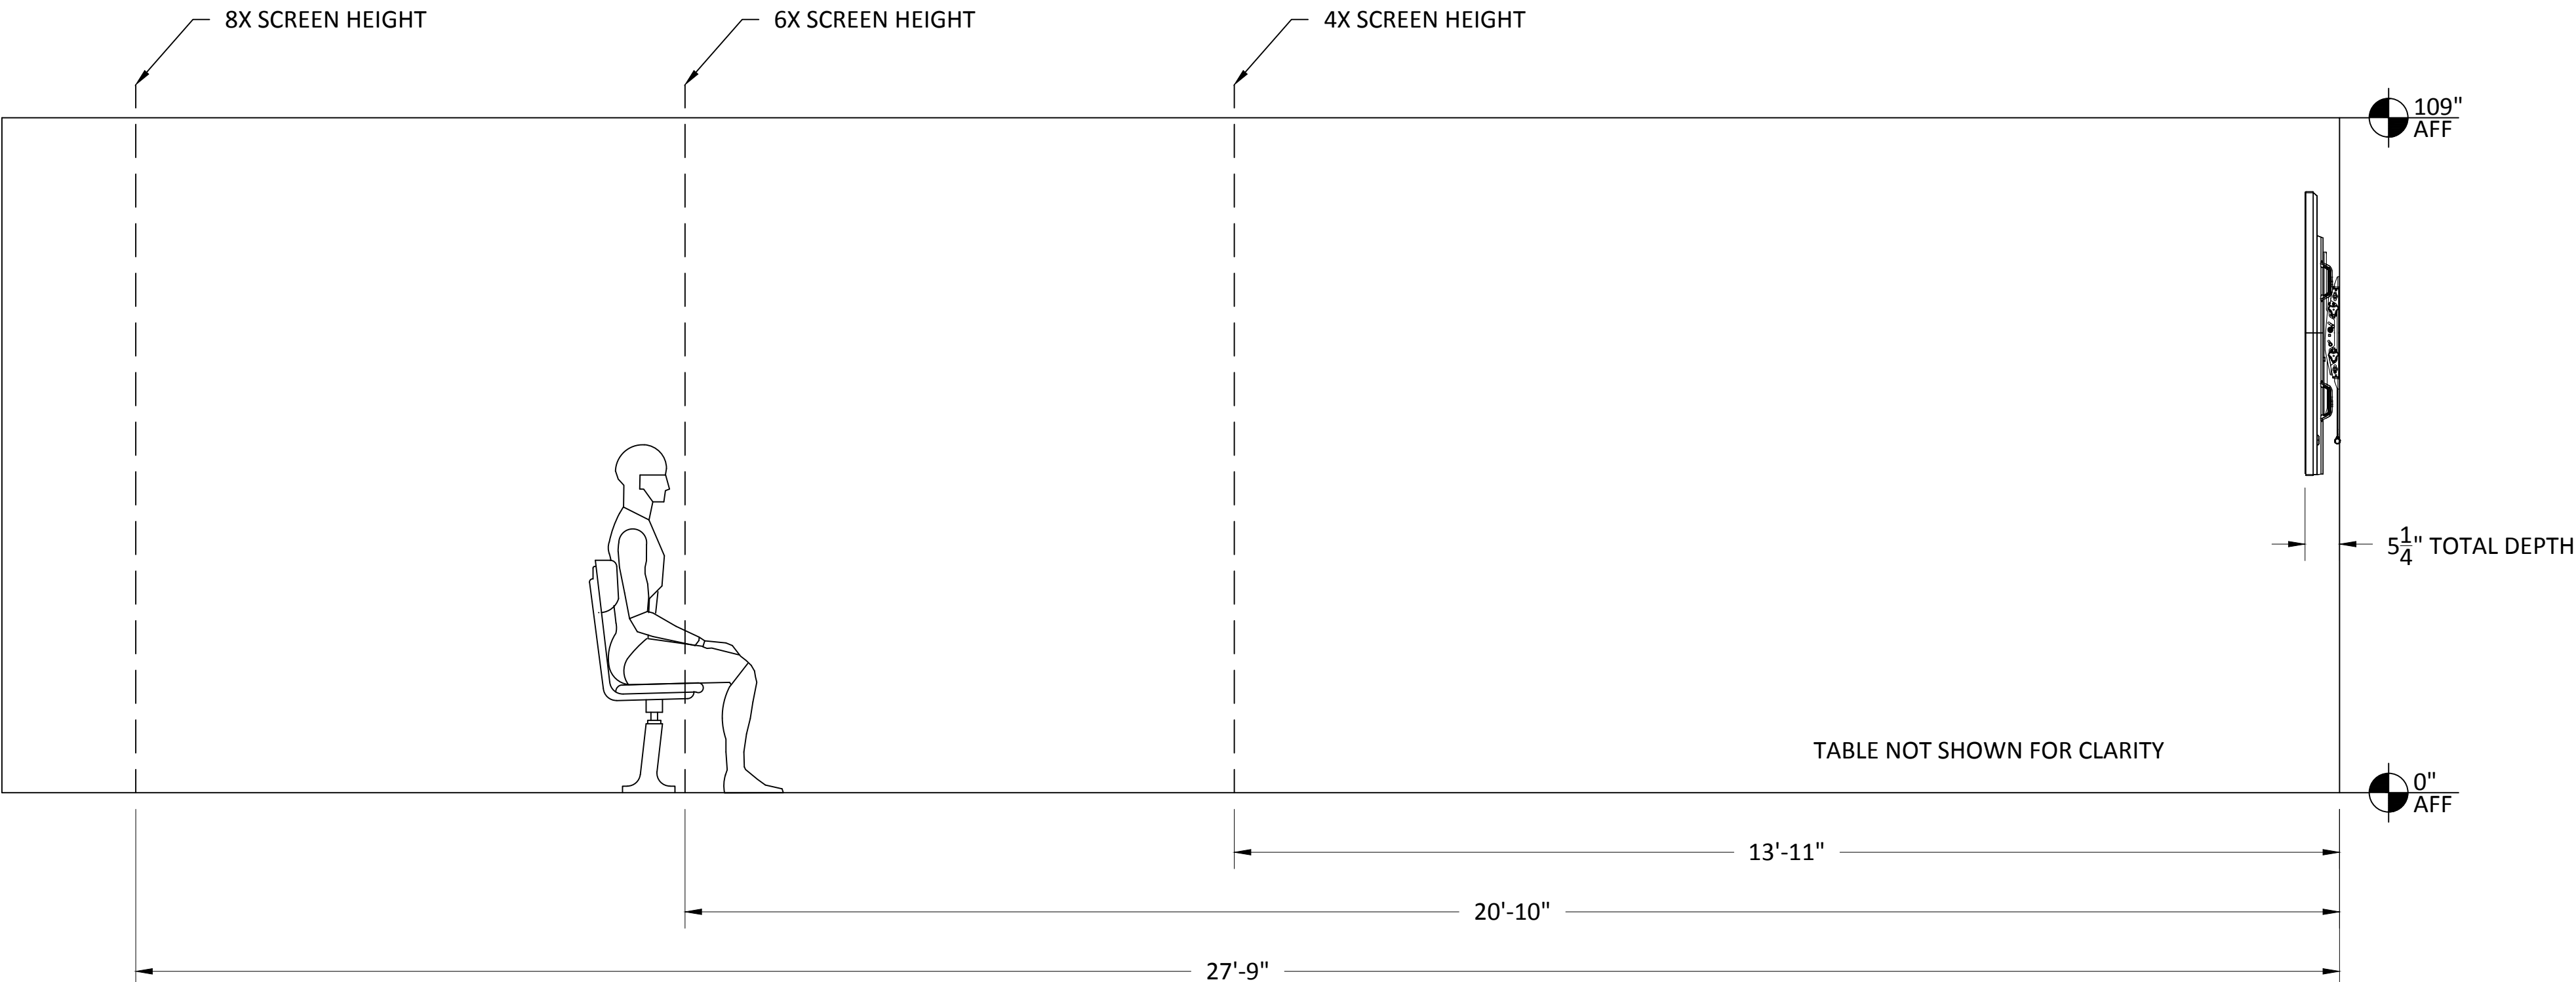 8X SCREEN HEIGHT
6X SCREEN HEIGHT
4X SCREEN HEIGHT
109"
AFF
5 1/4" TOTAL DEPTH
TABLE NOT SHOWN FOR CLARITY
0"
AFF
13'-11"
20'-10"
27'-9"